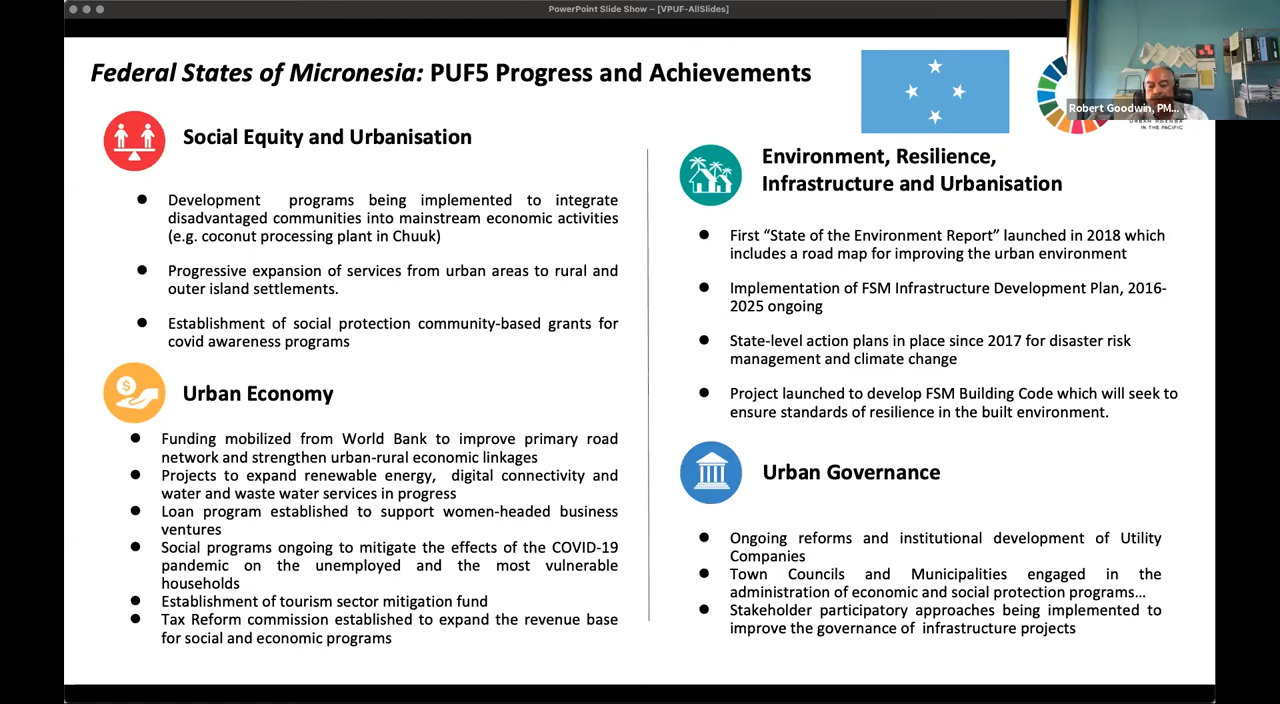 PowerPoint Slide Show – [VPUF-AllSlides]
Federal States of Micronesia: PUF5 Progress and Achievements
Robert Goodwin, PM...
URBAN AGENDA
IN THE PACIFIC
Social Equity and Urbanisation
● Development programs being implemented to integrate
disadvantaged communities into mainstream economic activities
(e.g. coconut processing plant in Chuuk)
● Progressive expansion of services from urban areas to rural and
outer island settlements.
● Establishment of social protection community-based grants for
covid awareness programs
Urban Economy
● Funding mobilized from World Bank to improve primary road
network and strengthen urban-rural economic linkages
● Projects to expand renewable energy, digital connectivity and
water and waste water services in progress
● Loan program established to support women-headed business
ventures
● Social programs ongoing to mitigate the effects of the COVID-19
pandemic on the unemployed and the most vulnerable
households
● Establishment of tourism sector mitigation fund
● Tax Reform commission established to expand the revenue base
for social and economic programs
Environment, Resilience,
Infrastructure and Urbanisation
● First “State of the Environment Report” launched in 2018 which
includes a road map for improving the urban environment
● Implementation of FSM Infrastructure Development Plan, 2016-
2025 ongoing
● State-level action plans in place since 2017 for disaster risk
management and climate change
● Project launched to develop FSM Building Code which will seek to
ensure standards of resilience in the built environment.
Urban Governance
● Ongoing reforms and institutional development of Utility
Companies
● Town Councils and Municipalities engaged in the
administration of economic and social protection programs…
● Stakeholder participatory approaches being implemented to
improve the governance of infrastructure projects